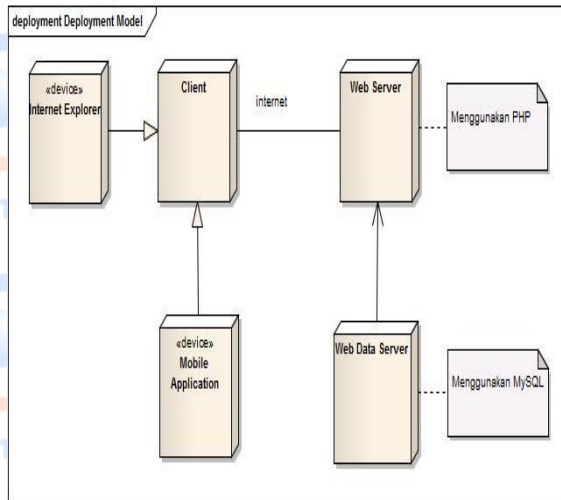 deployment Deployment Model
«device»
Internet Explorer
Client
internet
Web Server
Menggunakan PHP
«device»
Mobile
Application
Web Data Server
Menggunakan MySQL